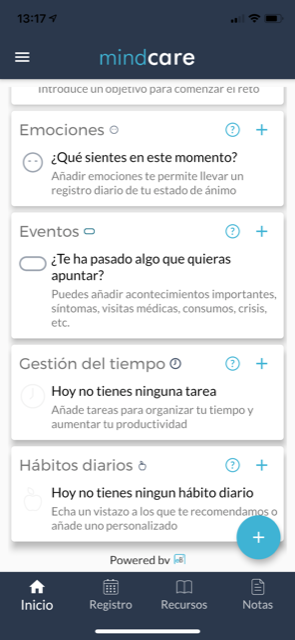 13:17
mindcare
Introduce un objetivo para comenzar el reto
Emociones
?
+
¿Qué sientes en este momento?
Añadir emociones te permite llevar un
registro diario de tu estado de ánimo
Eventos
?
+
¿Te ha pasado algo que quieras
apuntar?
Puedes añadir acontecimientos importantes,
síntomas, visitas médicas, consumos, crisis,
etc.
Gestión del tiempo
?
+
Hoy no tienes ninguna tarea
Añade tareas para organizar tu tiempo y
aumentar tu productividad
Hábitos diarios
?
+
Hoy no tienes ningun hábito diario
Echa un vistazo a los que te recomendamos o
añade uno personalizado
+
Powered by
Inicio
Registro
Recursos
Notas